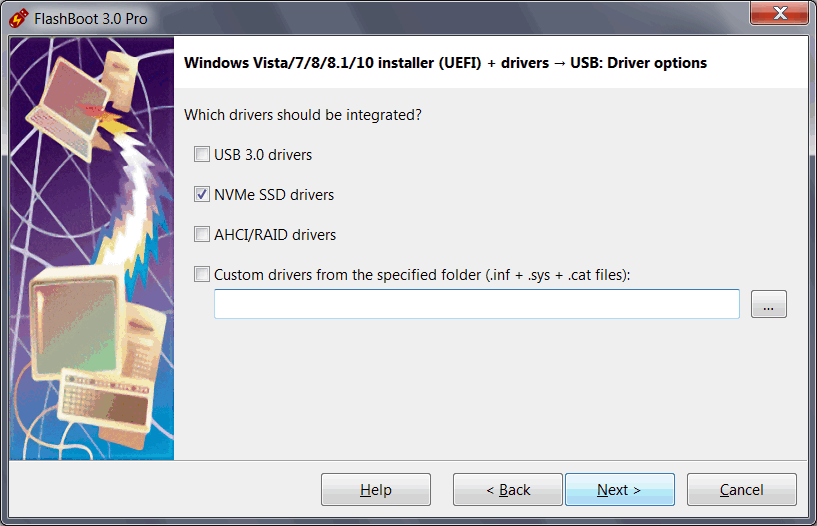 FlashBoot 3.0 Pro
Windows Vista/7/8/8.1/10 installer (UEFI) + drivers → USB: Driver options
Which drivers should be integrated?
USB 3.0 drivers
NVMe SSD drivers
AHCI/RAID drivers
Custom drivers from the specified folder (.inf + .sys + .cat files):
...
Help
< Back
Next >
Cancel